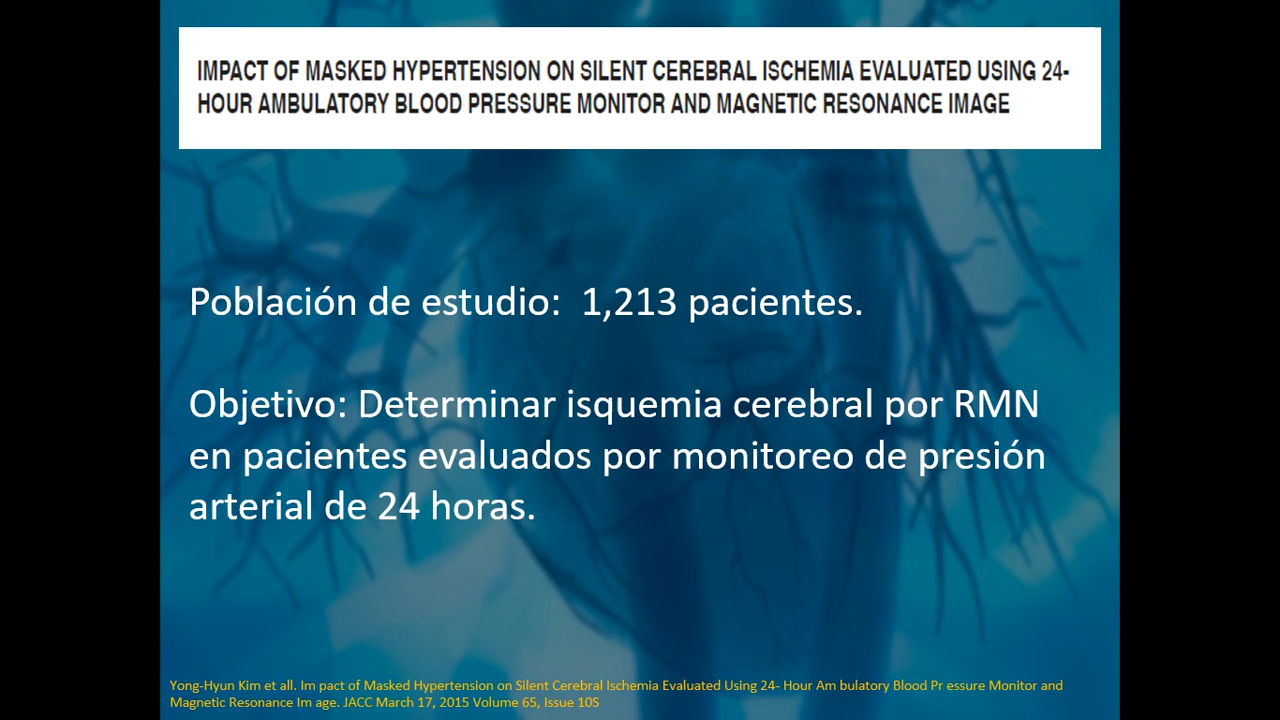 IMPACT OF MASKED HYPERTENSION ON SILENT CEREBRAL ISCHEMIA EVALUATED USING 24-
HOUR AMBULATORY BLOOD PRESSURE MONITOR AND MAGNETIC RESONANCE IMAGE
Población de estudio: 1,213 pacientes.
Objetivo: Determinar isquemia cerebral por RMN
en pacientes evaluados por monitoreo de presión
arterial de 24 horas.
Yong-Hyun Kim et all. Im pact of Masked Hypertension on Silent Cerebral Ischemia Evaluated Using 24- Hour Am bulatory Blood Pr essure Monitor and
Magnetic Resonance Im age. JACC March 17, 2015 Volume 65, Issue 10S